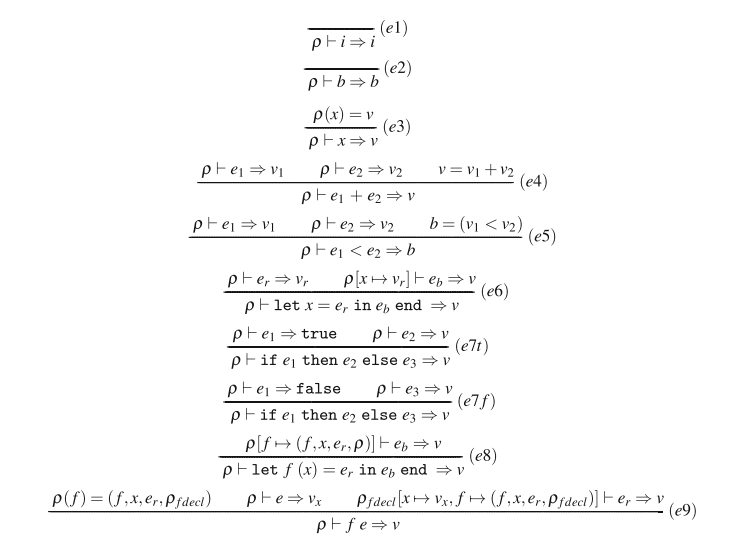 (e1)
ρ ⊢ i ⇒ i
(e2)
ρ ⊢ b ⇒ b
ρ(x) = v
(e3)
ρ ⊢ x ⇒ v
ρ ⊢ e₁ ⇒ v₁ ρ ⊢ e₂ ⇒ v₂ v = v₁ + v₂
(e4)
ρ ⊢ e₁ + e₂ ⇒ v
ρ ⊢ e₁ ⇒ v₁ ρ ⊢ e₂ ⇒ v₂ b = (v₁ < v₂)
(e5)
ρ ⊢ e₁ < e₂ ⇒ b
ρ ⊢ e_r ⇒ v_r ρ[x ↦ v_r] ⊢ e_b ⇒ v
(e6)
ρ ⊢ let x = e_r in e_b end ⇒ v
ρ ⊢ e₁ ⇒ true ρ ⊢ e₂ ⇒ v
(e7t)
ρ ⊢ if e₁ then e₂ else e₃ ⇒ v
ρ ⊢ e₁ ⇒ false ρ ⊢ e₃ ⇒ v
(e7f)
ρ ⊢ if e₁ then e₂ else e₃ ⇒ v
ρ[f ↦ (f, x, e_r, ρ)] ⊢ e_b ⇒ v
(e8)
ρ ⊢ let f (x) = e_r in e_b end ⇒ v
ρ(f) = (f, x, e_r, ρ_fdecl) ρ ⊢ e ⇒ v_x ρ_fdecl[x ↦ v_x, f ↦ (f, x, e_r, ρ_fdecl)] ⊢ e_r ⇒ v
(e9)
ρ ⊢ f e ⇒ v